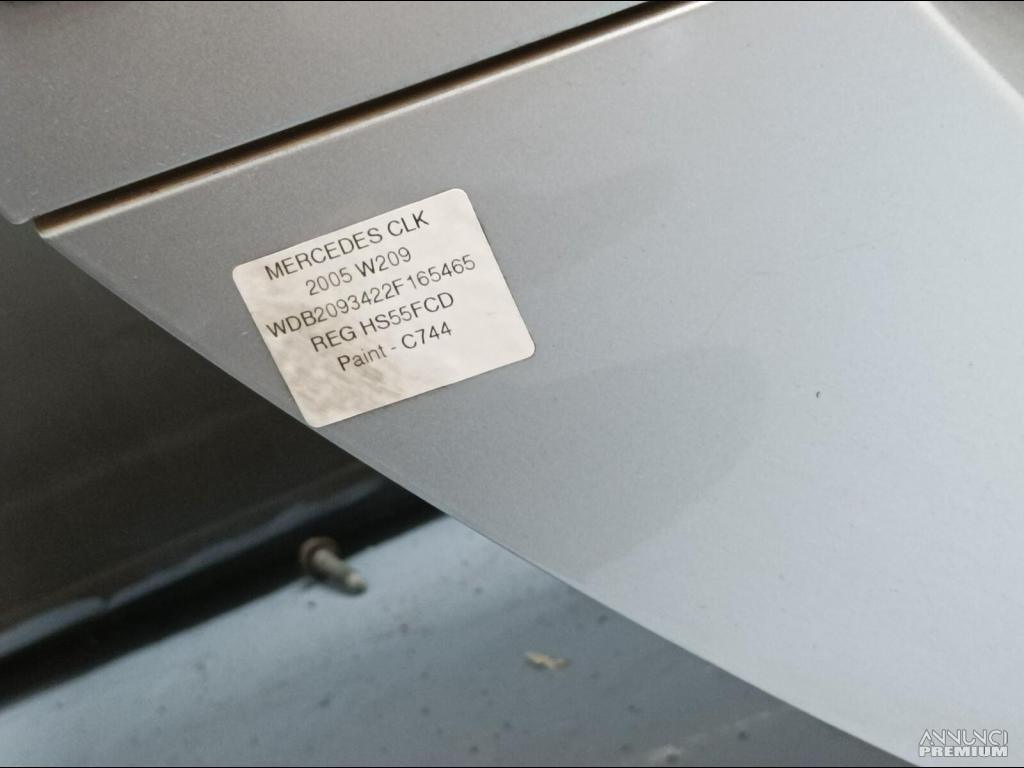 MERCEDES CLK
2005 W209
WDB2093422F165465
REG HS55FCD
Paint - C744
ANNUNCI
PREMIUM